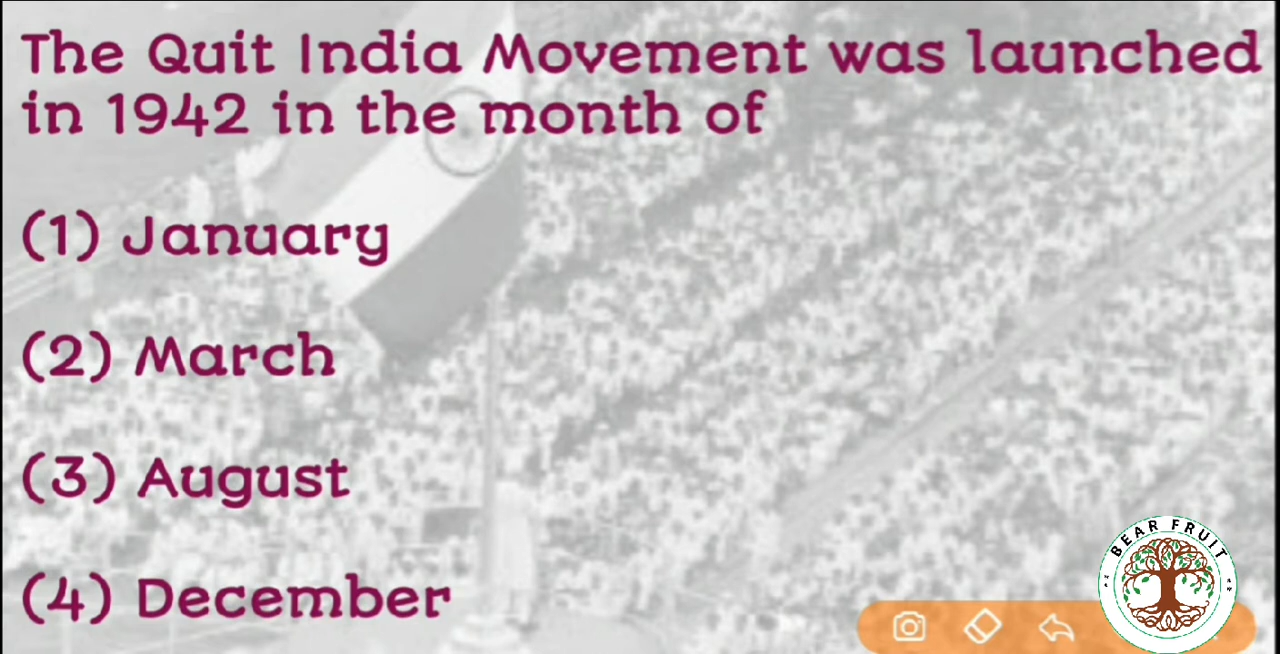 The Quit India Movement was launched
in 1942 in the month of
(1) January
(2) March
(3) August
(4) December
BEAR FRUIT